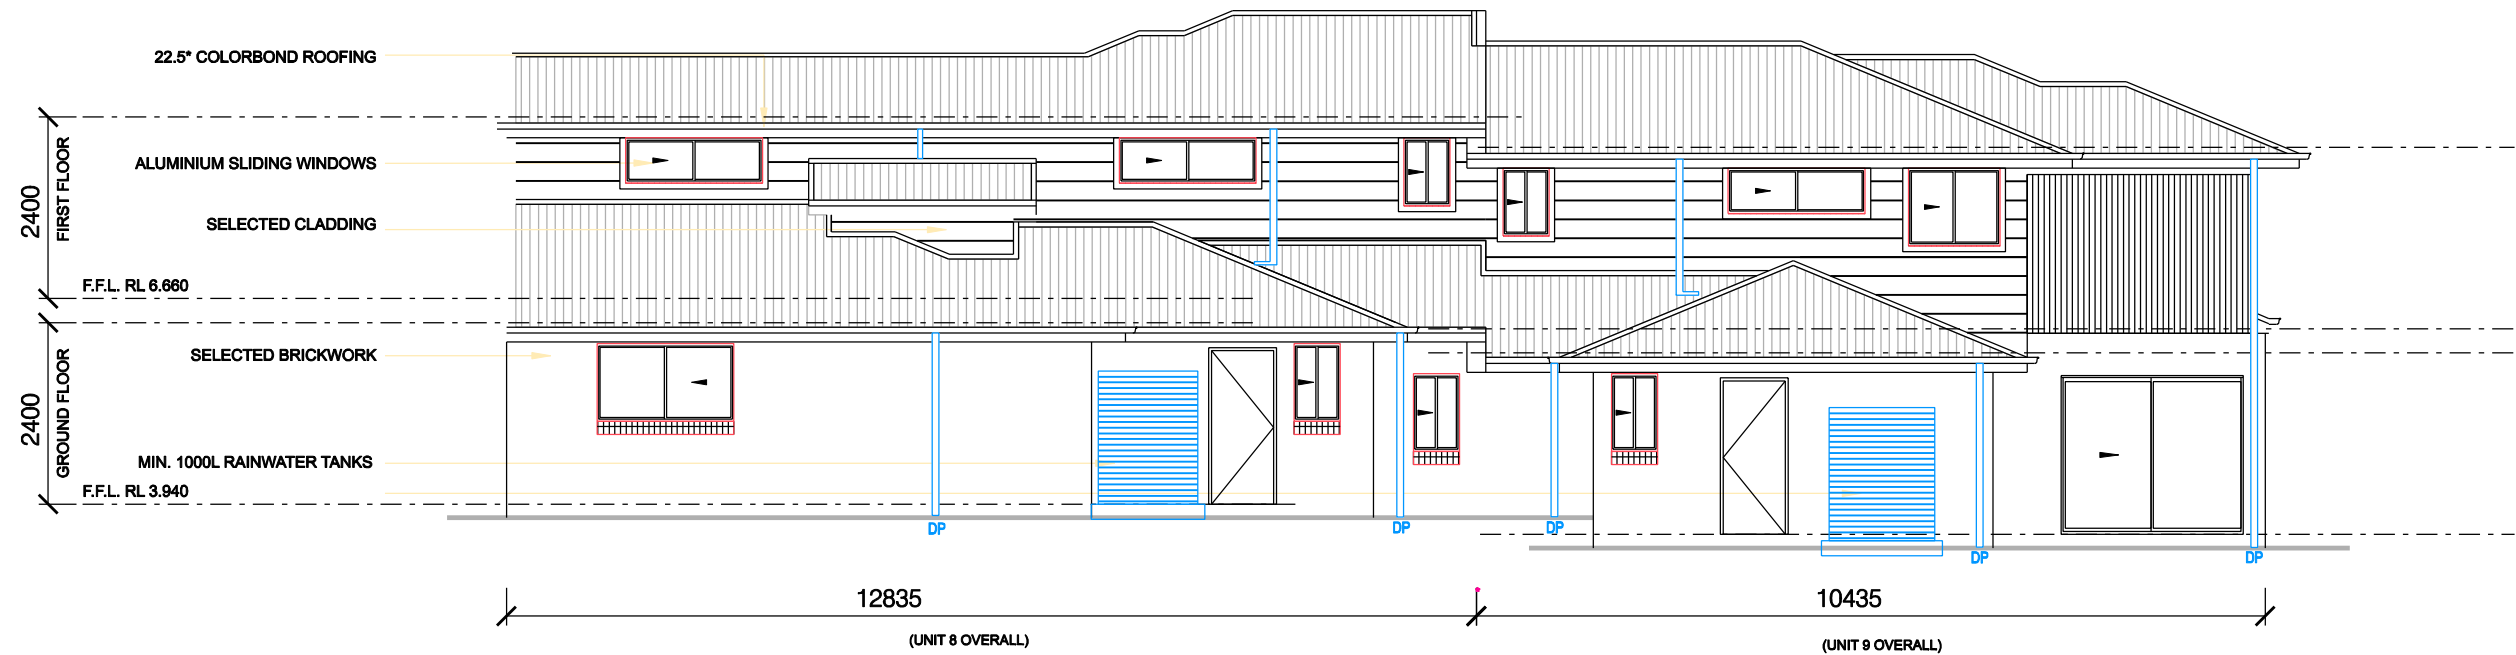 22.5* COLORBOND ROOFING
ALUMINIUM SLIDING WINDOWS
2400
FIRST FLOOR
SELECTED CLADDING
F.F.L. RL 6.660
SELECTED BRICKWORK
2400
GROUND FLOOR
MIN. 1000L RAINWATER TANKS
F.F.L. RL 3.940
DP
DP
DP
DP
DP
12835
10435
(UNIT 8 OVERALL)
(UNIT 9 OVERALL)